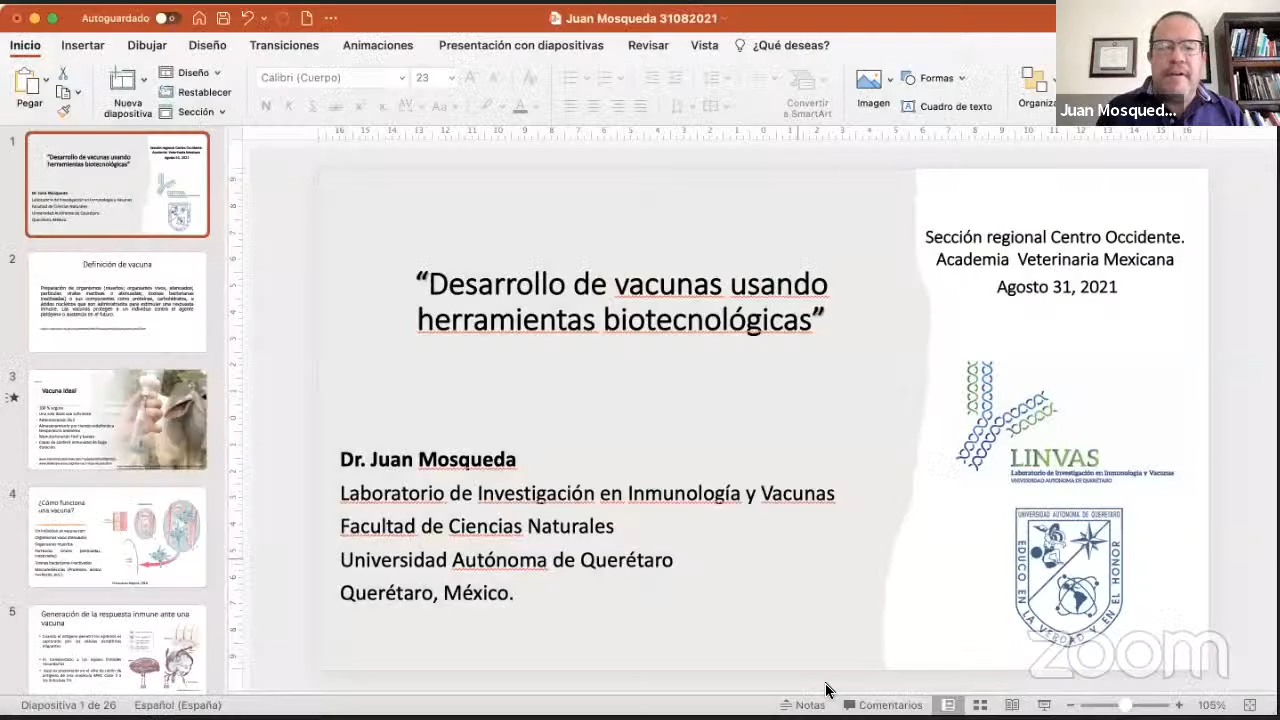 Autoguardado
Juan Mosqueda 31082021
Inicio
Insertar
Dibujar
Diseño
Transiciones
Animaciones
Presentación con diapositivas
Revisar
Vista
¿Qué deseas?
Pegar
Nueva
diapositiva
Diseño
Restablecer
Sección
Calibri (Cuerpo)
23
Convertir
a SmartArt
Imagen
Formas
Cuadro de texto
Organiza
Juan Mosqued...
1
“Desarrollo de vacunas usando
herramientas biotecnológicas”
2
Definición de vacuna
3
Vacuna Ideal
4
¿Cómo funciona
una vacuna?
5
Generación de la respuesta inmune ante una
vacuna
“Desarrollo de vacunas usando
herramientas biotecnológicas”
Dr. Juan Mosqueda
Laboratorio de Investigación en Inmunología y Vacunas
Facultad de Ciencias Naturales
Universidad Autónoma de Querétaro
Querétaro, México.
Sección regional Centro Occidente.
Academia Veterinaria Mexicana
Agosto 31, 2021
LINVAS
Laboratorio de Investigación en Inmunología y Vacunas
UNIVERSIDAD AUTÓNOMA DE QUERÉTARO
UNIVERSIDAD AUTÓNOMA DE QUERÉTARO
EDUCO EN LA VERDAD Y EN EL HONOR
zoom
Diapositiva 1 de 26
Español (España)
Notas
Comentarios
105%